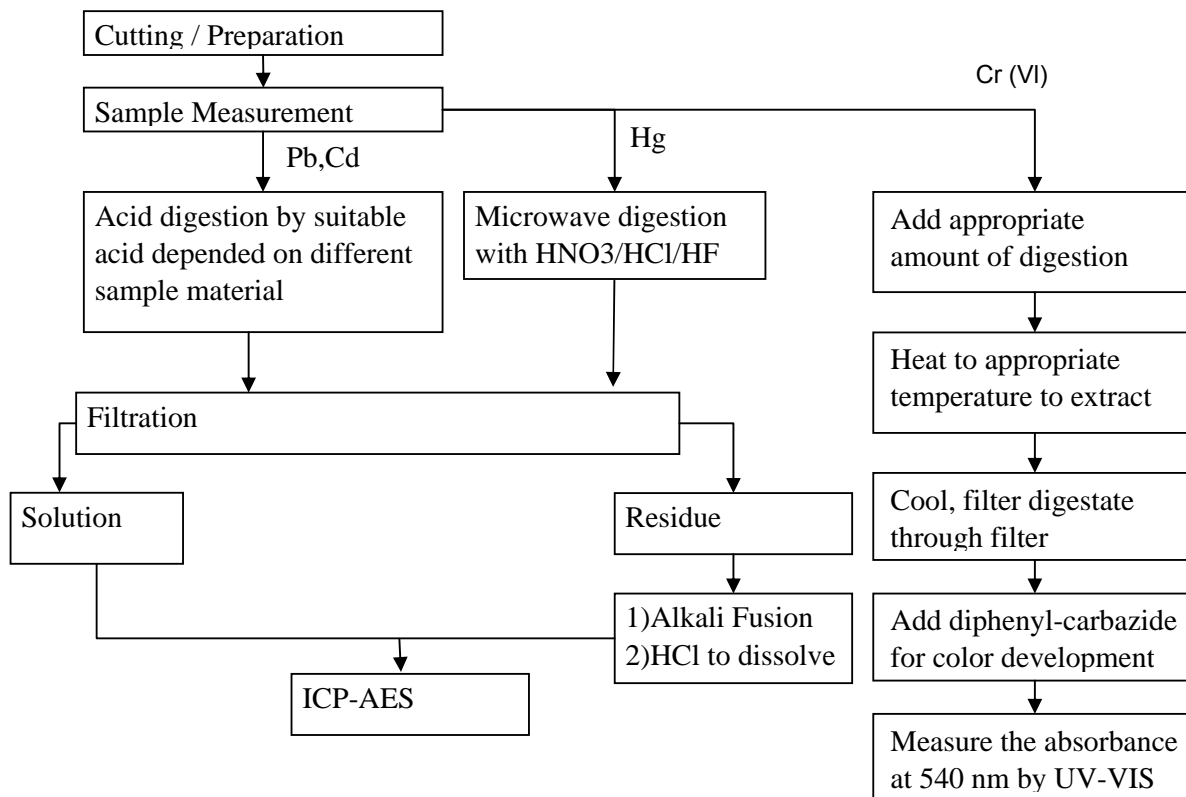 Cutting / Preparation
Cr (VI)
Sample Measurement
Pb,Cd
Hg
Acid digestion by suitable
acid depended on different
sample material
Microwave digestion
with HNO3/HCl/HF
Add appropriate
amount of digestion
Heat to appropriate
temperature to extract
Filtration
Solution
Residue
Cool, filter digestate
through filter
1)Alkali Fusion
2)HCl to dissolve
Add diphenyl-carbazide
for color development
ICP-AES
Measure the absorbance
at 540 nm by UV-VIS